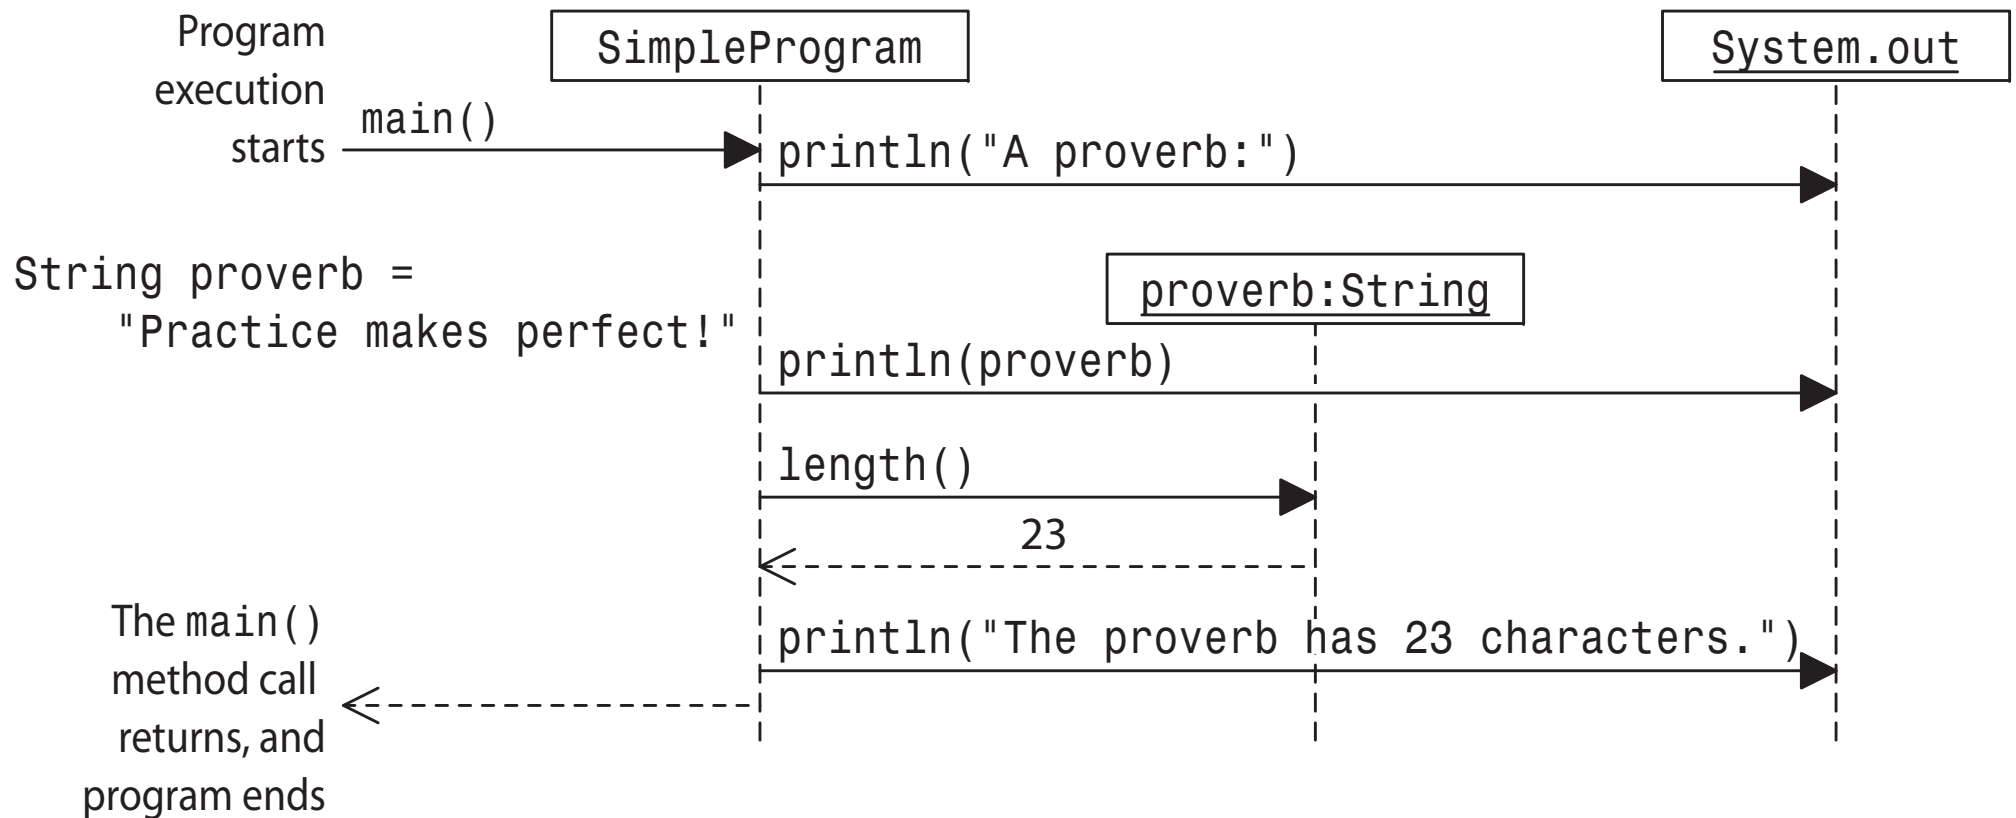 Program
execution
starts
main()
SimpleProgram
System.out
println("A proverb:")
String proverb =
"Practice makes perfect!"
proverb:String
println(proverb)
length()
23
println("The proverb has 23 characters.")
The main()
method call
returns, and
program ends